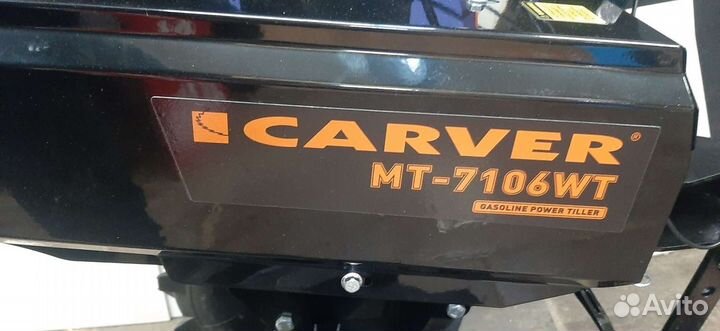 CARVER®
MT-7106WT
GASOLINE POWER TILLER
Avito